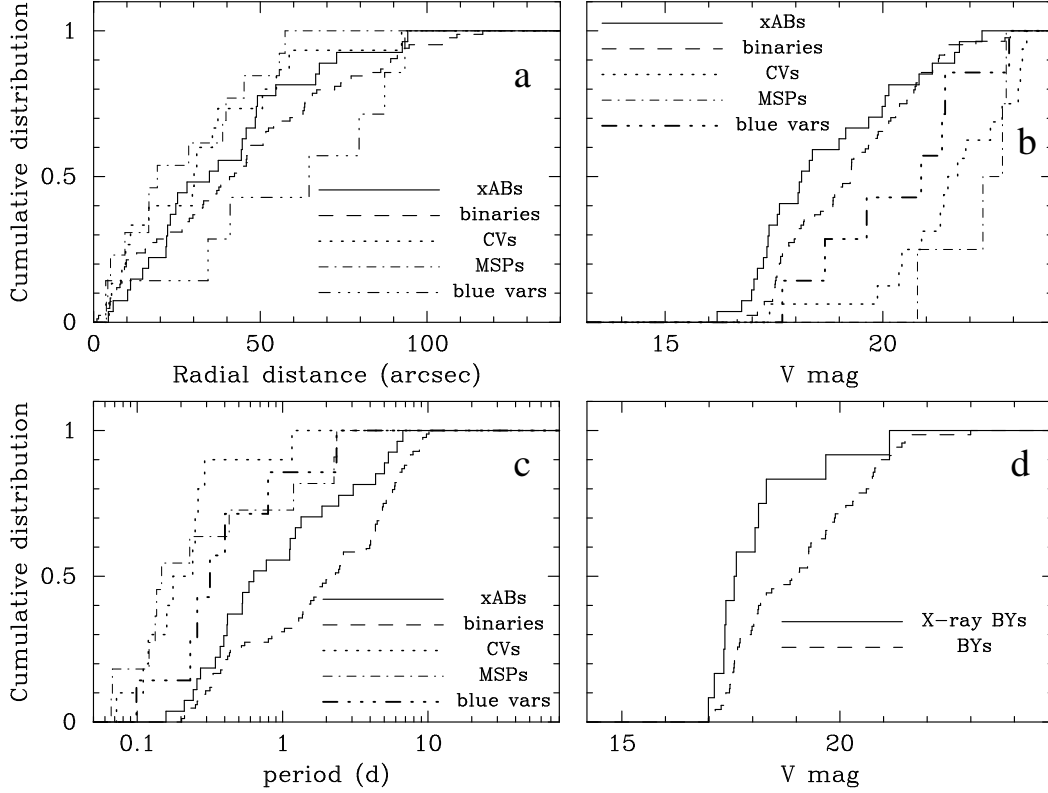 Cumulative distribution
1
0.5
0
a
xABs
binaries
CVs
MSPs
blue vars
0 50 100
Radial distance (arcsec)
xABs
binaries
CVs
MSPs
blue vars
b
15 20
V mag
Cumulative distribution
1
0.5
0
c
xABs
binaries
CVs
MSPs
blue vars
0.1 1 10
period (d)
d
X-ray BYs
BYs
15 20
V mag